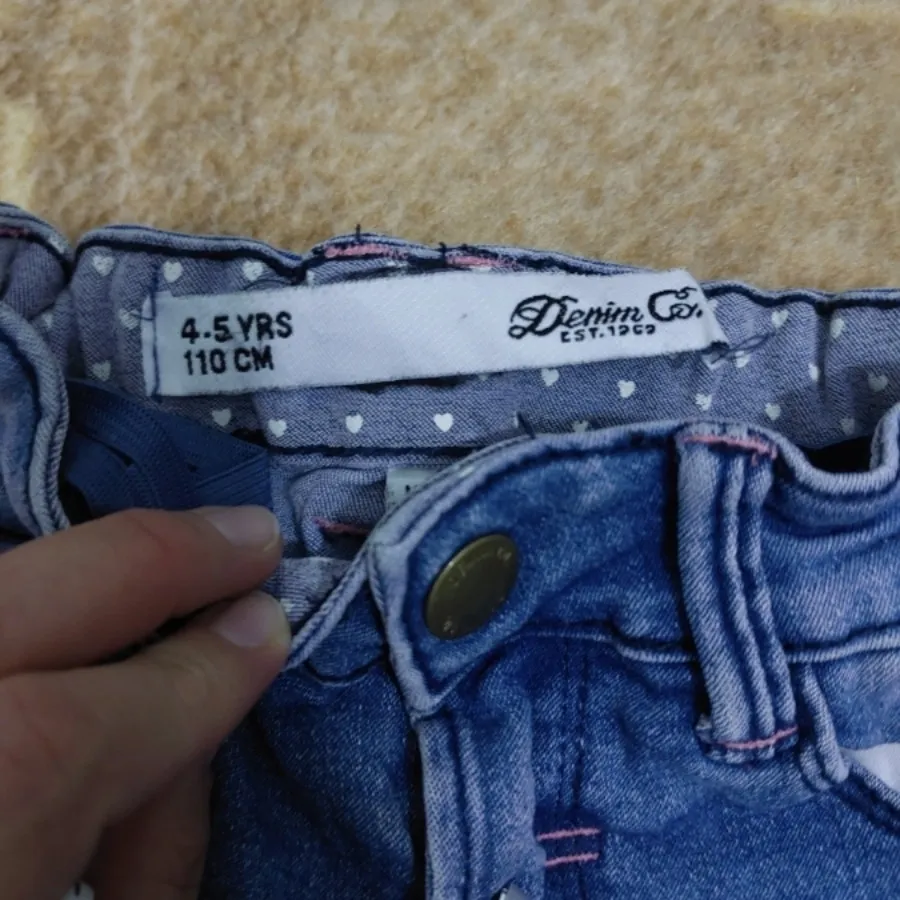 4-5 YRS
110 CM
Denim Co.
EST. 1969